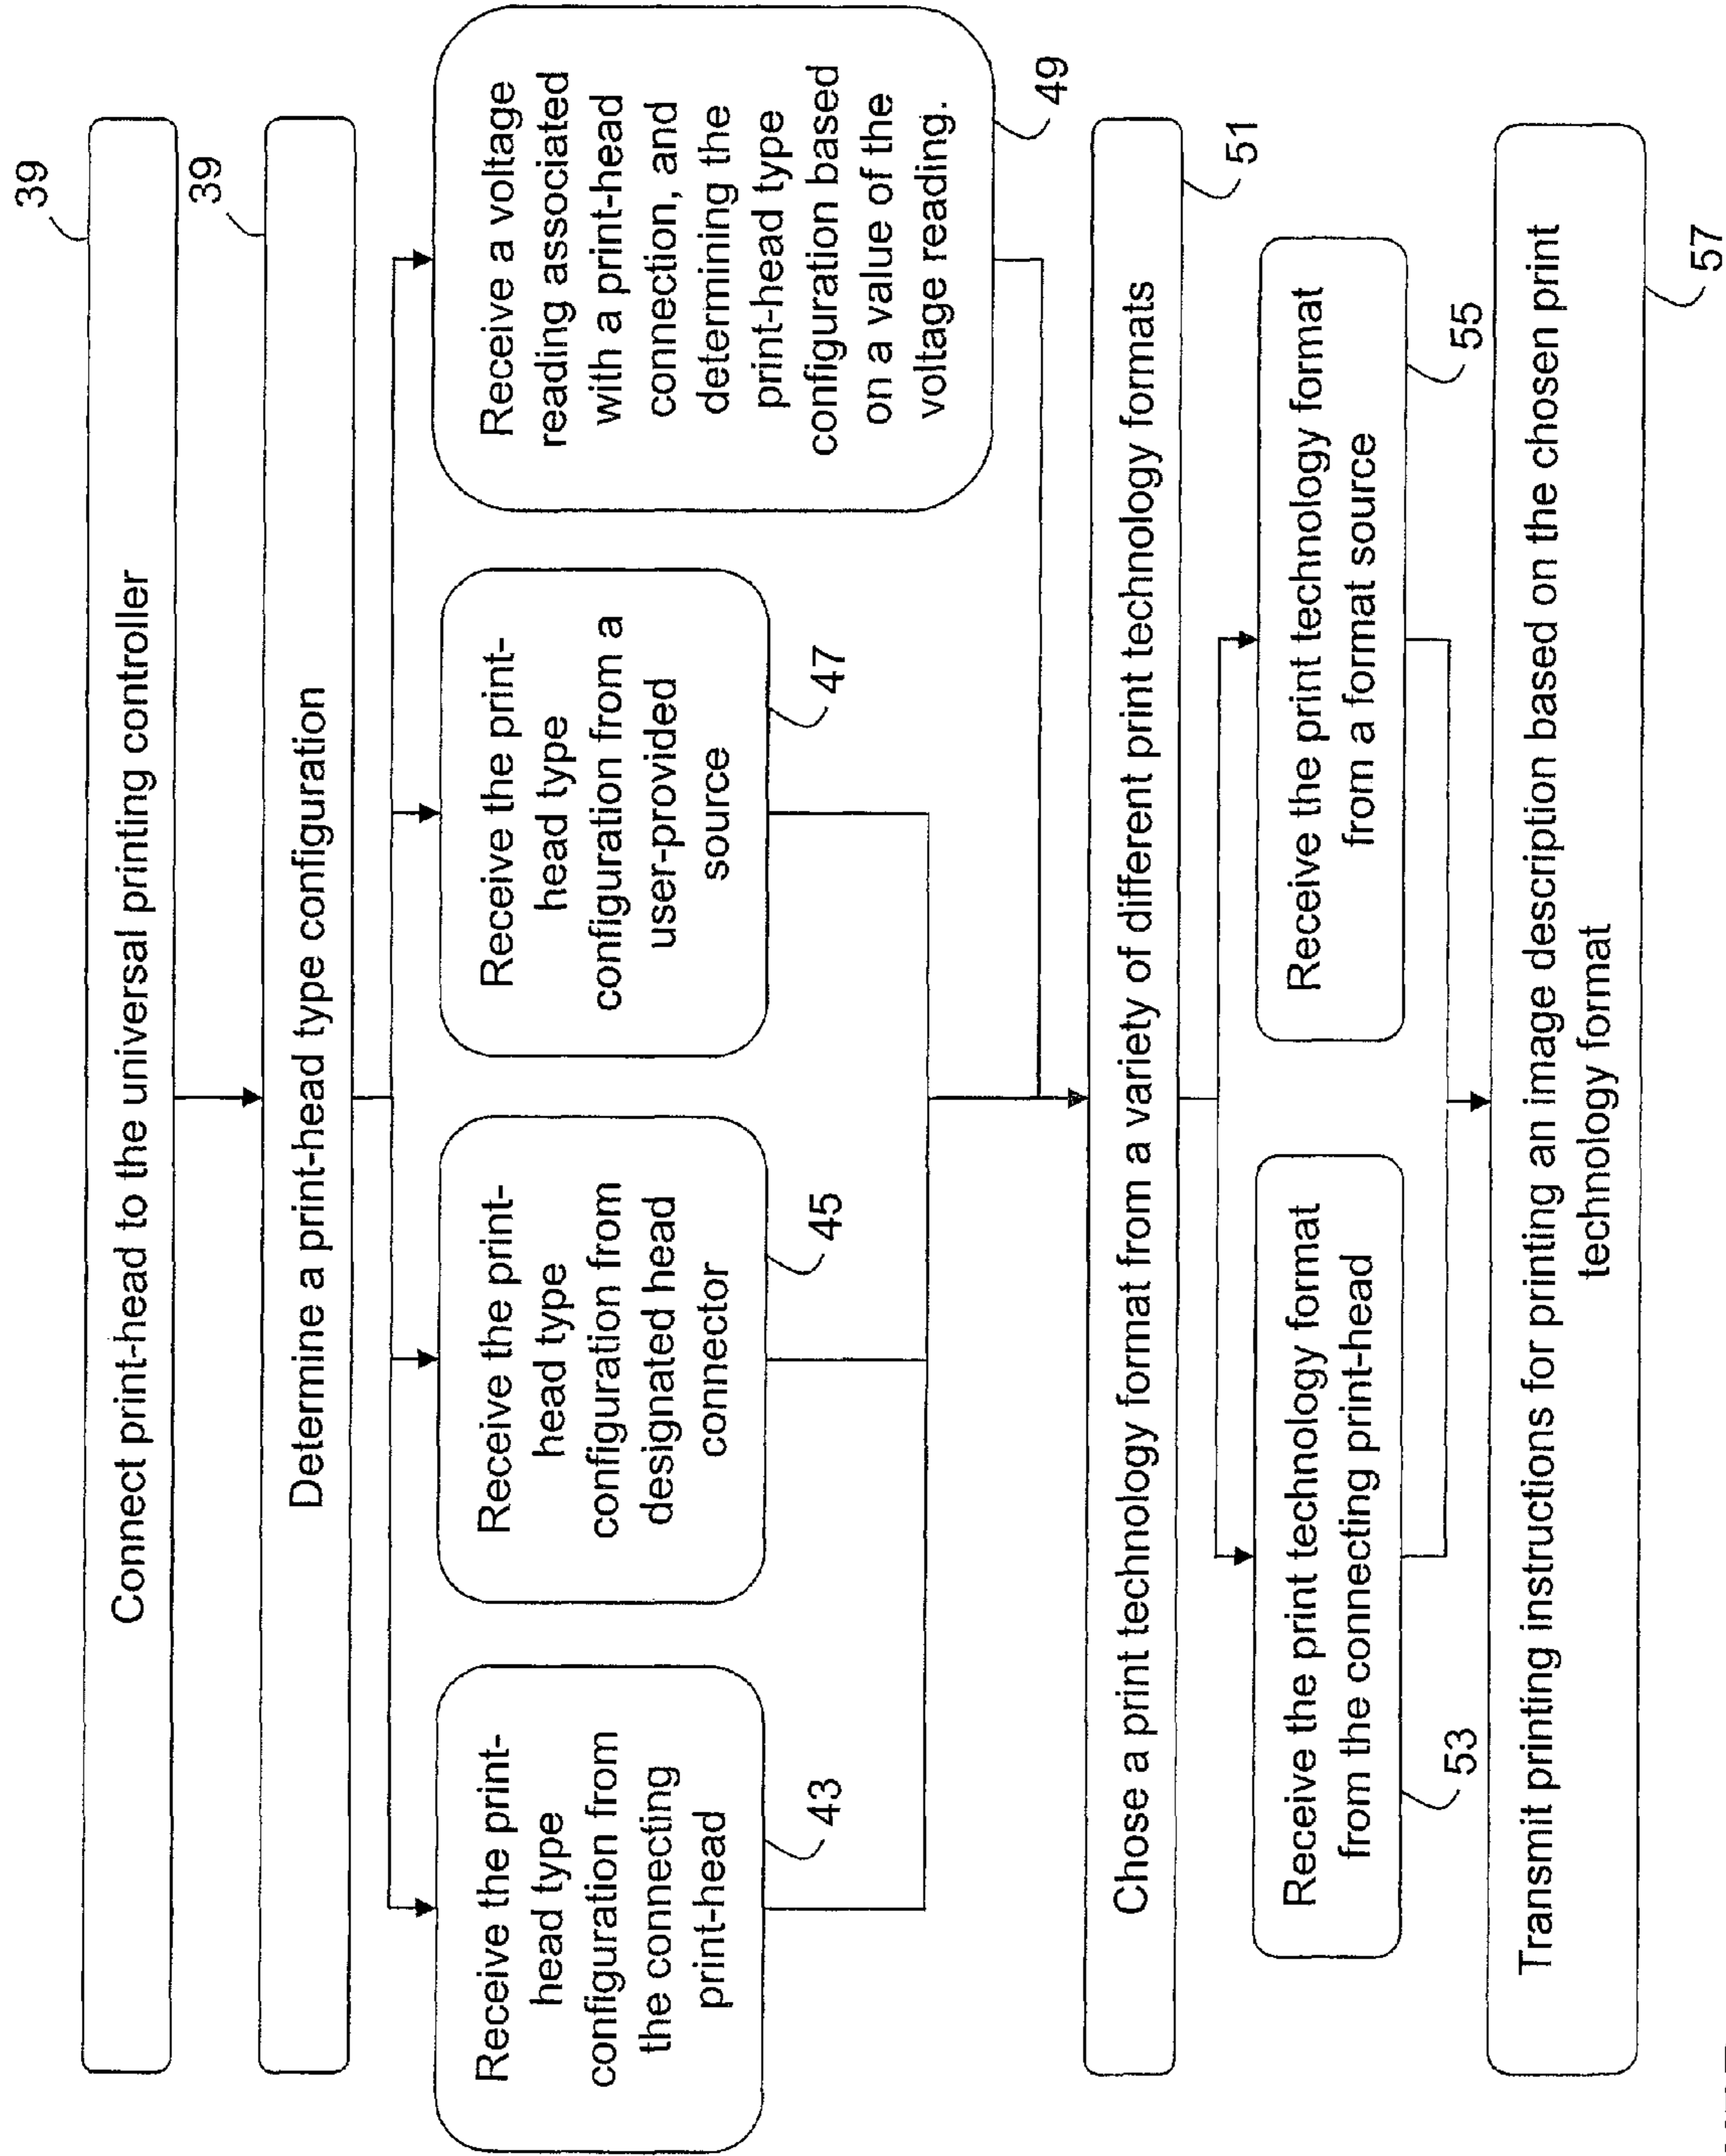 39
Connect print-head to the universal printing controller
39
Determine a print-head type configuration
Receive the print-
head type
configuration from
the connecting
print-head
43
Receive the print-
head type
configuration from
designated head
connector
45
Receive the print-
head type
configuration from a
user-provided
source
47
Receive a voltage
reading associated
with a print-head
connection, and
determining the
print-head type
configuration based
on a value of the
voltage reading.
49
Chose a print technology format from a variety of different print technology formats
51
Receive the print technology format
from the connecting print-head
53
Receive the print technology format
from a format source
55
Transmit printing instructions for printing an image description based on the chosen print
technology format
57